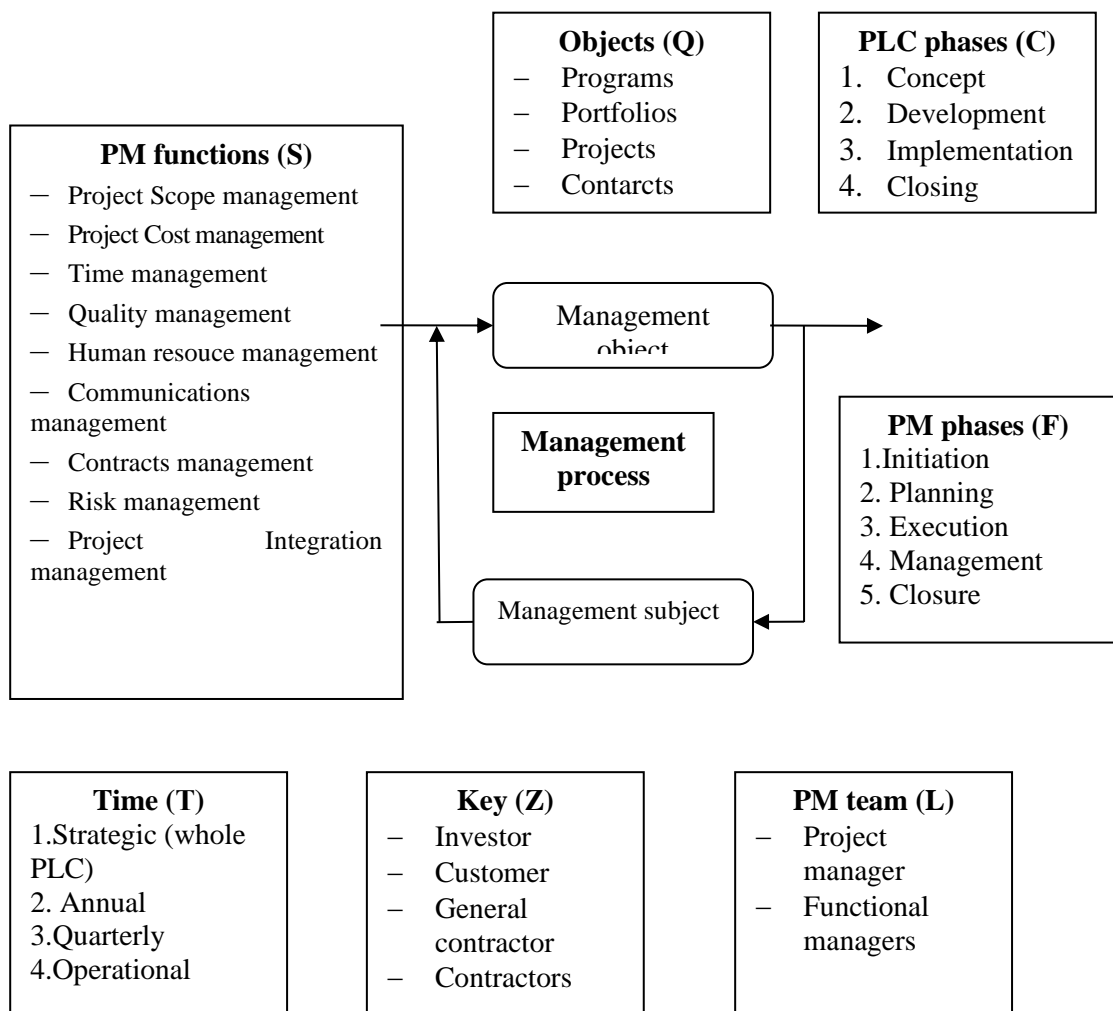 Objects (Q)
– Programs
– Portfolios
– Projects
– Contarcts
PLC phases (C)
1. Concept
2. Development
3. Implementation
4. Closing
PM functions (S)
— Project Scope management
— Project Cost management
— Time management
— Quality management
— Human resouce management
— Communications
management
— Contracts management
— Risk management
— Project Integration
management
Management
object
Management
process
PM phases (F)
1.Initiation
2. Planning
3. Execution
4. Management
5. Closure
Management subject
Time (T)
1.Strategic (whole
PLC)
2. Annual
3.Quarterly
4.Operational
Key (Z)
– Investor
– Customer
– General
contractor
– Contractors
PM team (L)
– Project
manager
– Functional
managers